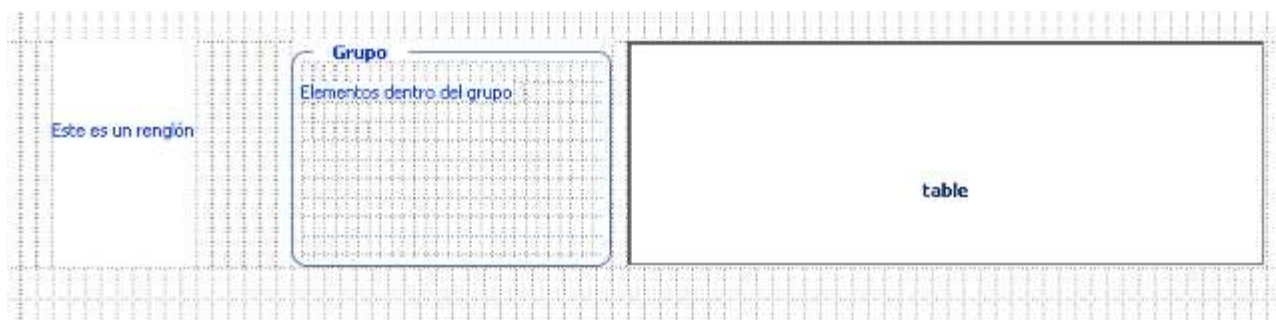 Grupo
Elementos dentro del grupo
Este es un renglón
table